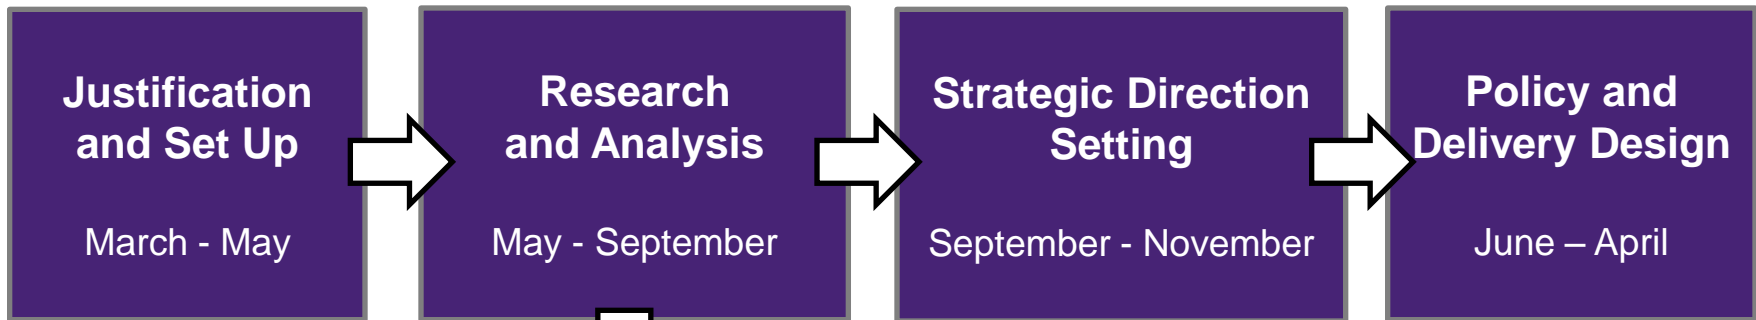 Justification
and Set Up
March - May
Research
and Analysis
May - September
Strategic Direction
Setting
September - November
Policy and
Delivery Design
June – April